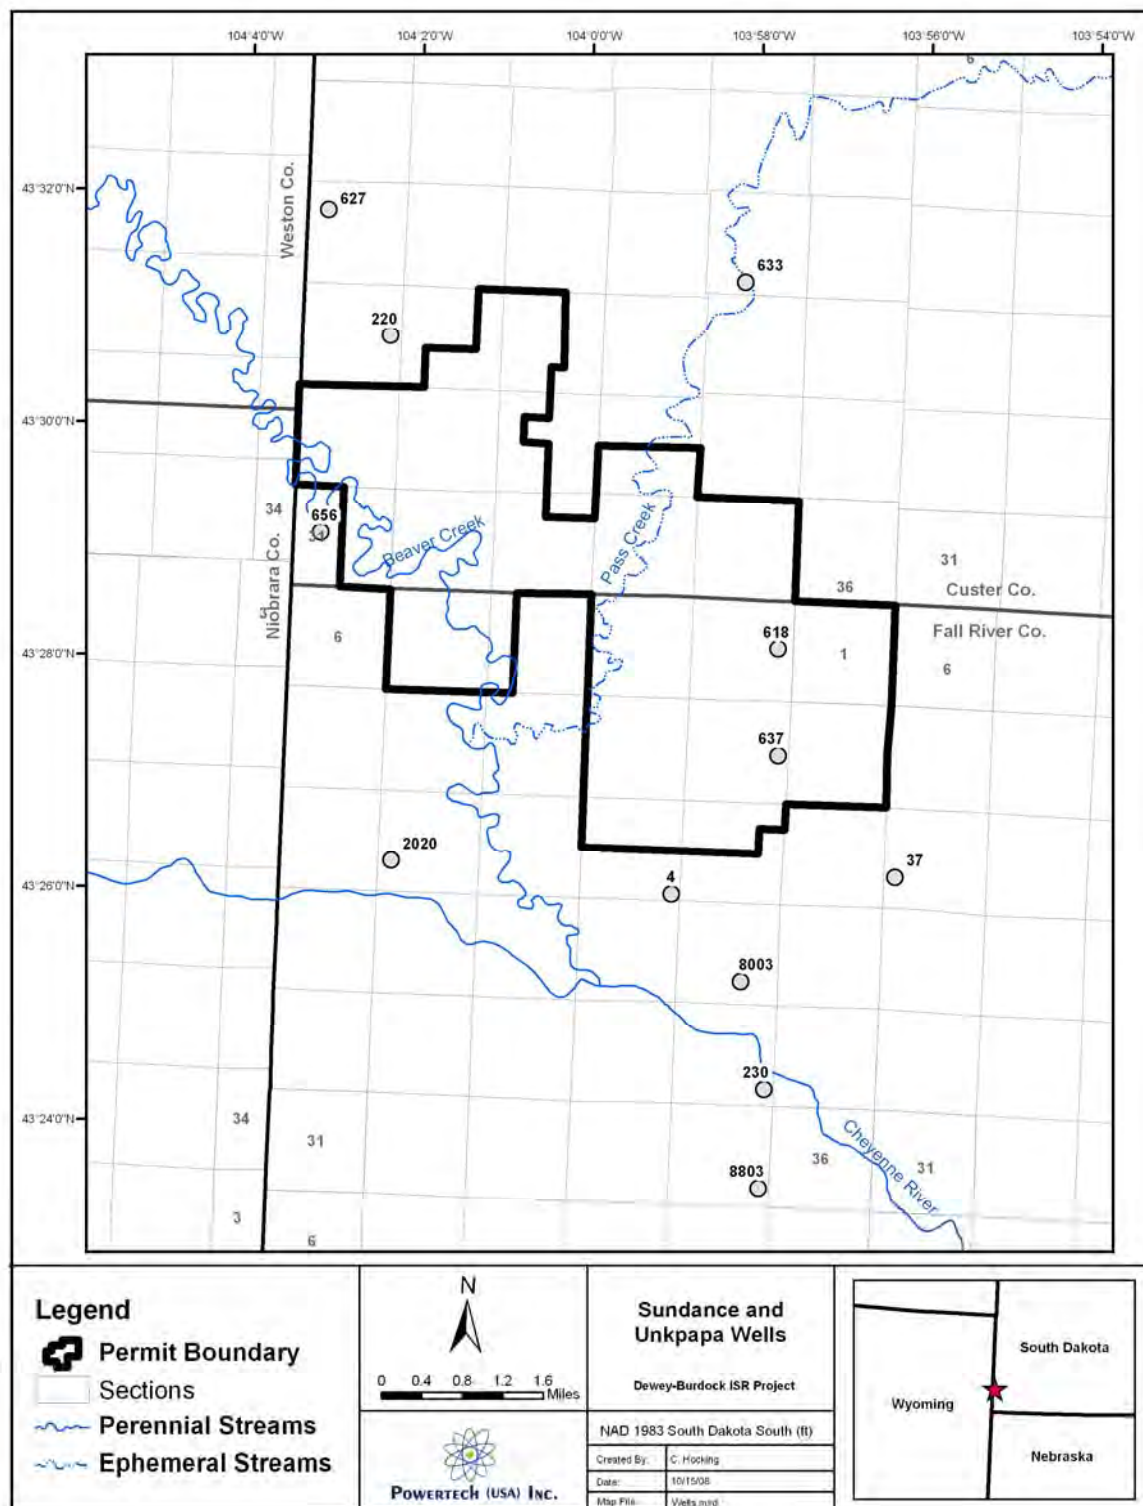 104°4'0"W 104°2'0"W 104°0'0"W 103°58'0"W 103°56'0"W 103°54'0"W
6
43°32'0"N
Weston Co.
627
633
220
43°30'0"N
34
656
31
Beaver Creek
Pass Creek
31
36
Custer Co.
Niobrara Co.
3
6
618
Fall River Co.
43°28'0"N
1
6
637
2020
37
4
43°26'0"N
8003
230
43°24'0"N
34
31
Cheyenne River
36
31
8803
3
6
Legend
Permit Boundary
Sections
Perennial Streams
Ephemeral Streams
N
0 0.4 0.8 1.2 1.6
Miles
POWERTECH (USA) INC.
Sundance and
Unkpapa Wells
Dewey-Burdock ISR Project
NAD 1983 South Dakota South (ft)
Created By: C. Hocking
Date: 10/15/08
Map File: Wells.mxd
South Dakota
Wyoming
Nebraska